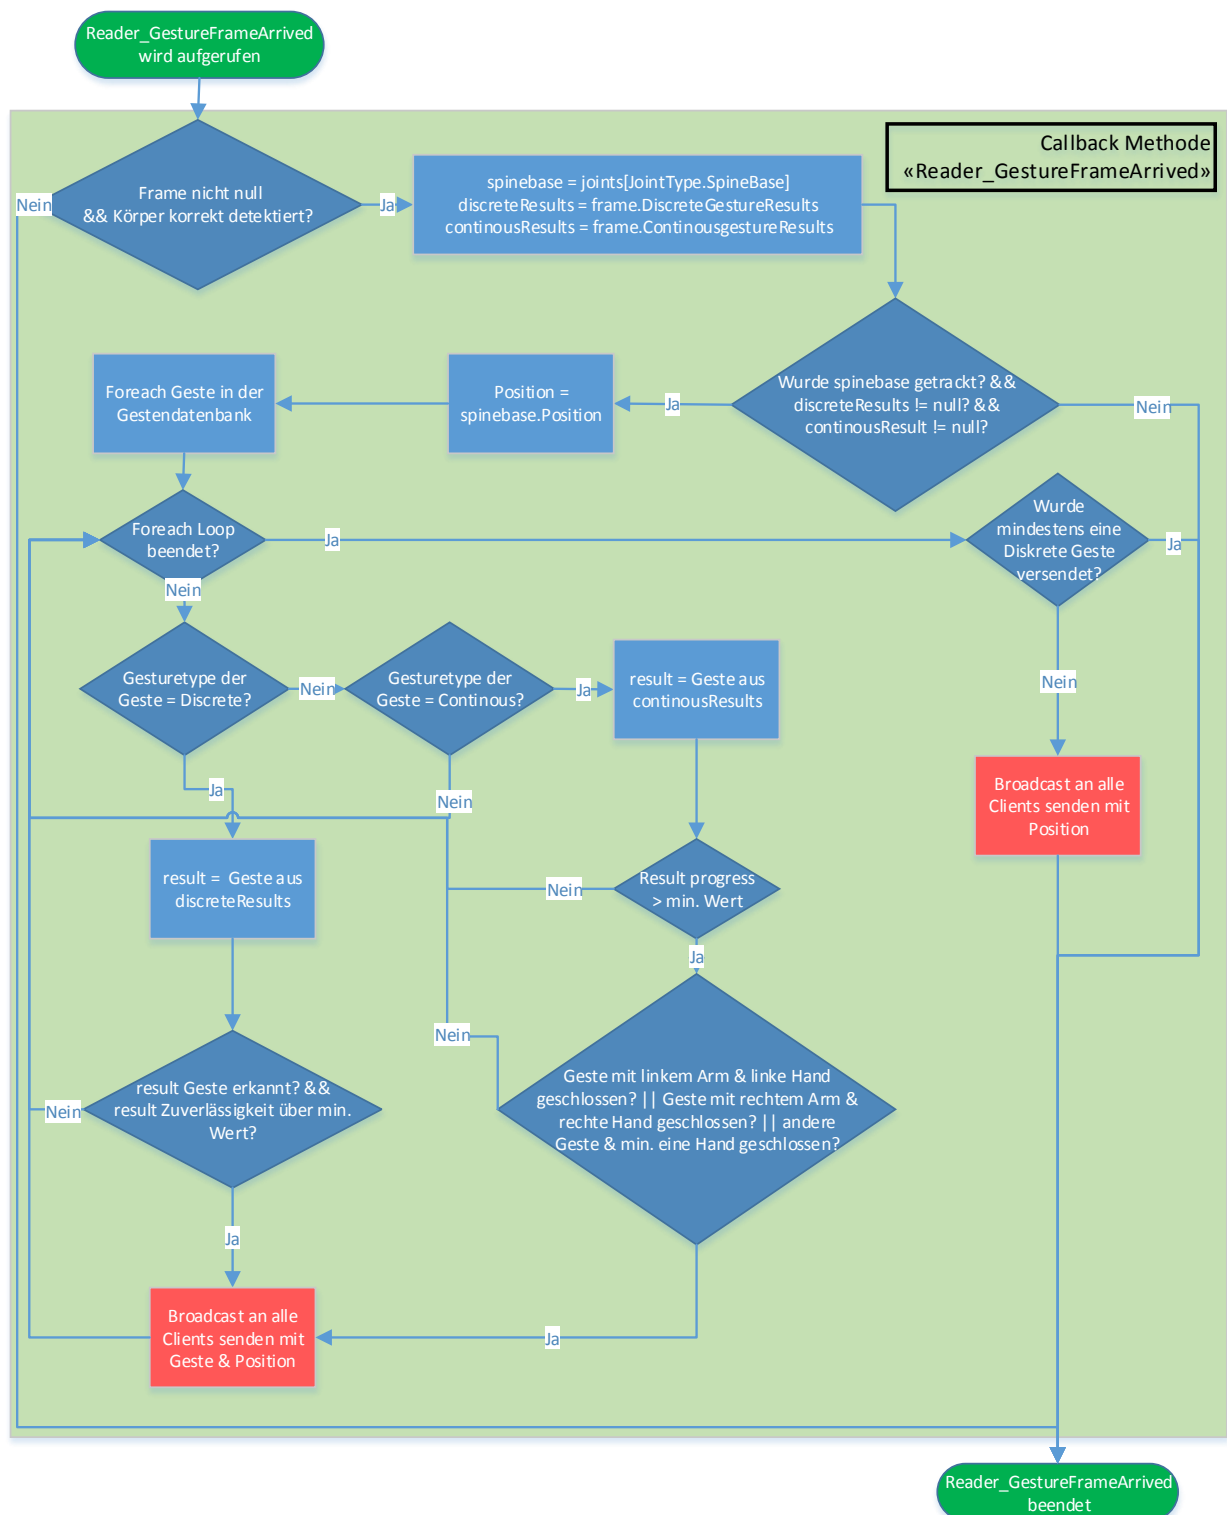 Reader_GestureFrameArrived
wird aufgerufen
Callback Methode
«Reader_GestureFrameArrived»
Frame nicht null
&& Körper korrekt detektiert?
Nein
Ja
spinebase = joints[JointType.SpineBase]
discreteResults = frame.DiscreteGestureResults
continousResults = frame.ContinousgestureResults
Wurde spinebase getrackt? &&
discreteResults != null? &&
continousResult != null?
Ja
Nein
Position =
spinebase.Position
Foreach Geste in der
Gestendatenbank
Foreach Loop
beendet?
Ja
Nein
Wurde
mindestens eine
Diskrete Geste
versendet?
Ja
Nein
Gesturetype der
Geste = Discrete?
Nein
Gesturetype der
Geste = Continous?
Ja
result = Geste aus
continousResults
Ja
Nein
Broadcast an alle
Clients senden mit
Position
result = Geste aus
discreteResults
Result progress
> min. Wert
Nein
Ja
Nein
Geste mit linkem Arm & linke Hand
geschlossen? || Geste mit rechtem Arm &
rechte Hand geschlossen? || andere
Geste & min. eine Hand geschlossen?
result Geste erkannt? &&
result Zuverlässigkeit über min.
Wert?
Nein
Ja
Broadcast an alle
Clients senden mit
Geste & Position
Ja
Reader_GestureFrameArrived
beendet